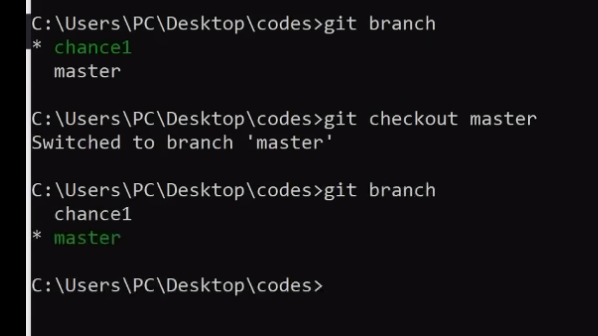 C:\Users\PC\Desktop\codes>git branch
* chance1
  master
C:\Users\PC\Desktop\codes>git checkout master
Switched to branch 'master'
C:\Users\PC\Desktop\codes>git branch
  chance1
* master
C:\Users\PC\Desktop\codes>